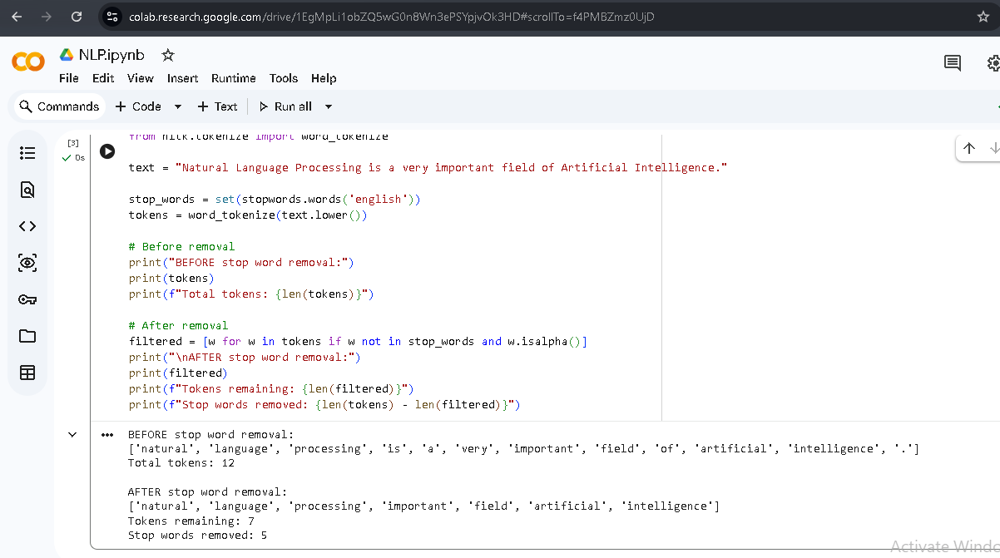 colab.research.google.com/drive/1EgMpLi1obZQ5wG0n8Wn3ePSYpjvOk3HD#scrollTo=f4PMBZmz0UjD
NLP.ipynb
File Edit View Insert Runtime Tools Help
Commands + Code + Text Run all
[3]
0s
from nltk.tokenize import word_tokenize
text = "Natural Language Processing is a very important field of Artificial Intelligence."
stop_words = set(stopwords.words('english'))
tokens = word_tokenize(text.lower())
# Before removal
print("BEFORE stop word removal:")
print(tokens)
print(f"Total tokens: {len(tokens)}")
# After removal
filtered = [w for w in tokens if w not in stop_words and w.isalpha()]
print("\nAFTER stop word removal:")
print(filtered)
print(f"Tokens remaining: {len(filtered)}")
print(f"Stop words removed: {len(tokens) - len(filtered)}")
BEFORE stop word removal:
['natural', 'language', 'processing', 'is', 'a', 'very', 'important', 'field', 'of', 'artificial', 'intelligence', '.']
Total tokens: 12
AFTER stop word removal:
['natural', 'language', 'processing', 'important', 'field', 'artificial', 'intelligence']
Tokens remaining: 7
Stop words removed: 5
Activate Windo